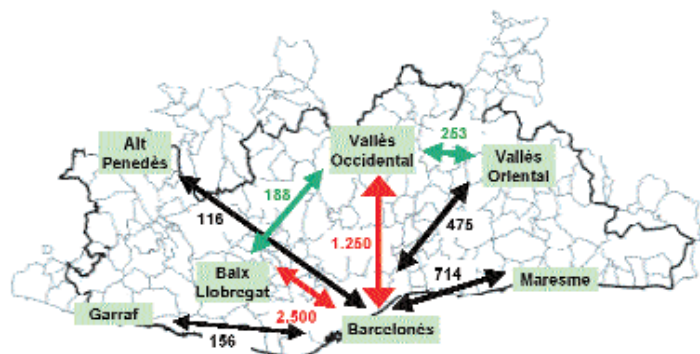 Alt
Penedès
Vallès
Occidental
253
Vallès
Oriental
188
116
1.250
475
Baix
Llobregat
714
Maresme
Garraf
2.500
Barcelonès
156